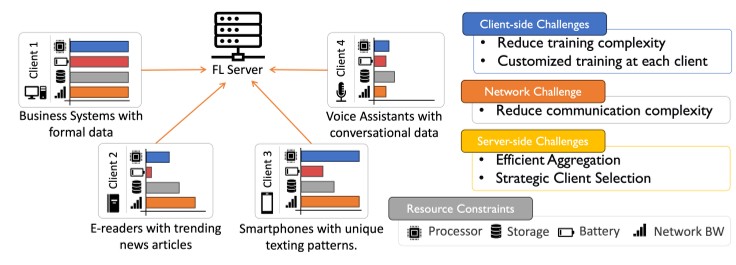 Client 1
Business Systems with
formal data
FL Server
Client 4
Voice Assistants with
conversational data
Client 2
E-readers with trending
news articles
Client 3
Smartphones with unique
texting patterns.
Client-side Challenges
• Reduce training complexity
• Customized training at each client
Network Challenge
• Reduce communication complexity
Server-side Challenges
• Efficient Aggregation
• Strategic Client Selection
Resource Constraints
Processor Storage Battery Network BW